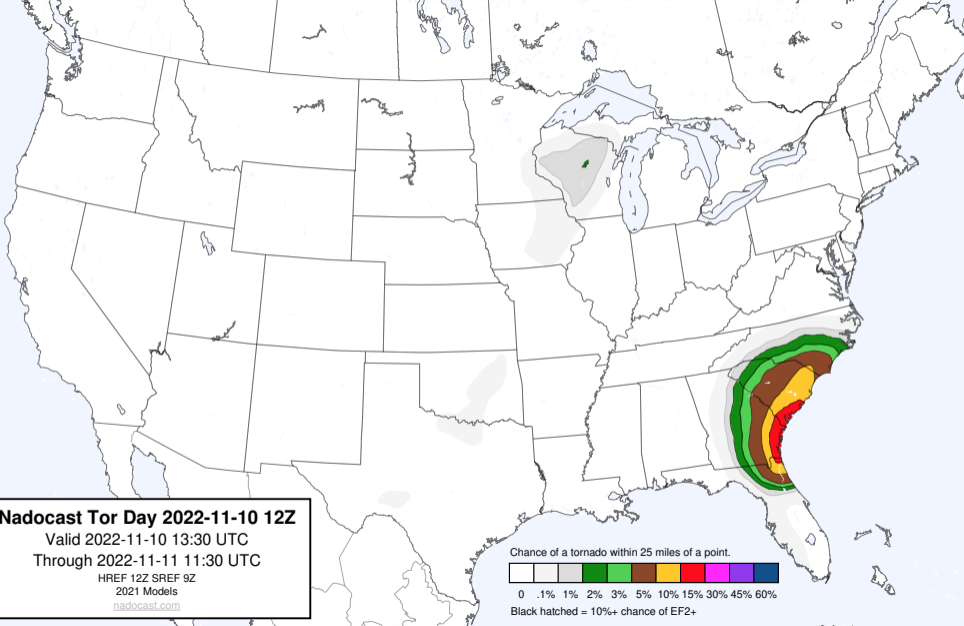 Nadocast Tor Day 2022-11-10 12Z
Valid 2022-11-10 13:30 UTC
Through 2022-11-11 11:30 UTC
HREF 12Z SREF 9Z
2021 Models
nadocast.com
Chance of a tornado within 25 miles of a point.
0 .1% 1% 2% 3% 5% 10% 15% 30% 45% 60%
Black hatched = 10%+ chance of EF2+